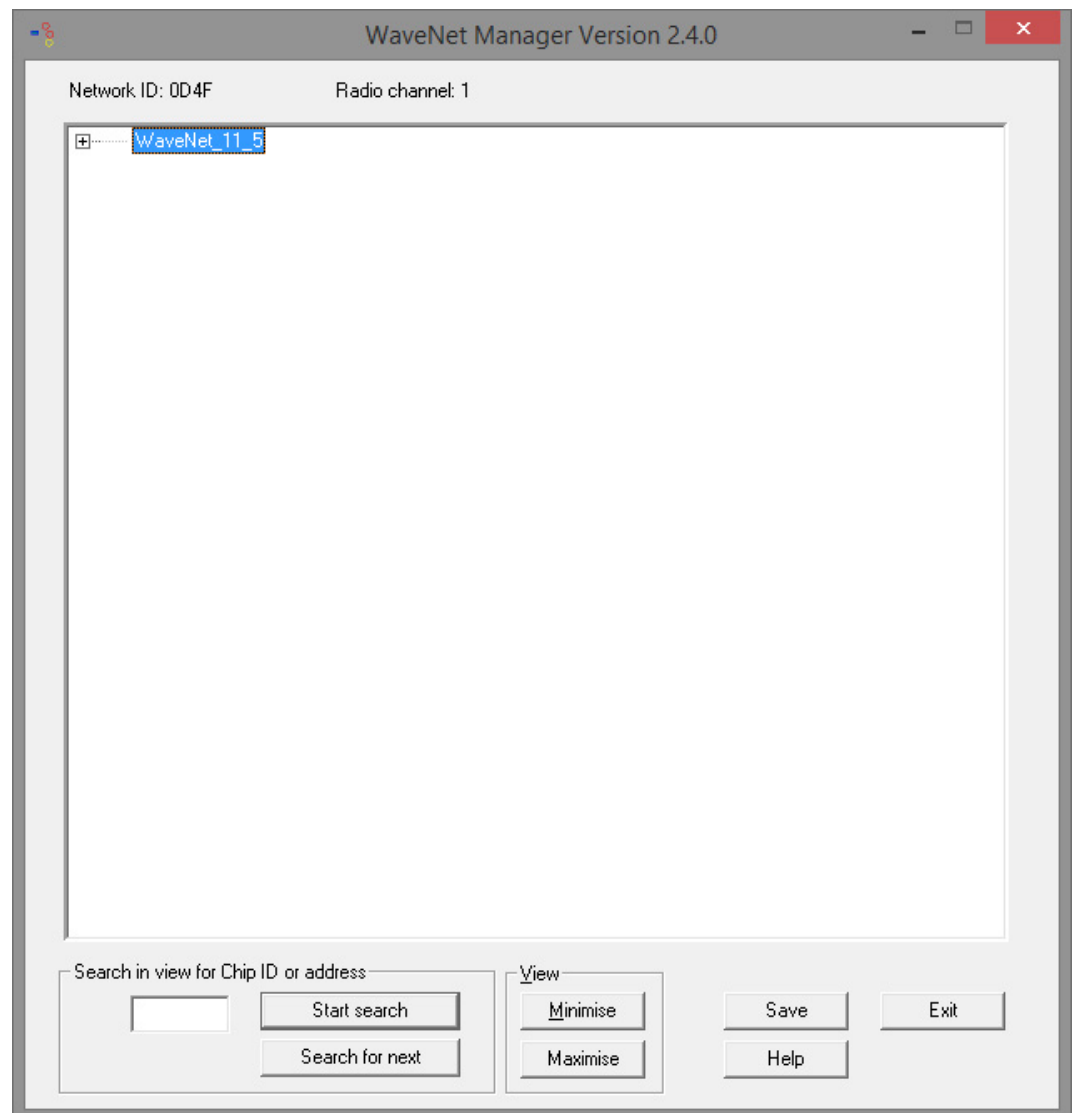 WaveNet Manager Version 2.4.0
Network ID: 0D4F Radio channel: 1
WaveNet_11_5
Search in view for Chip ID or address
Start search
Search for next
View
Minimise
Maximise
Save
Help
Exit